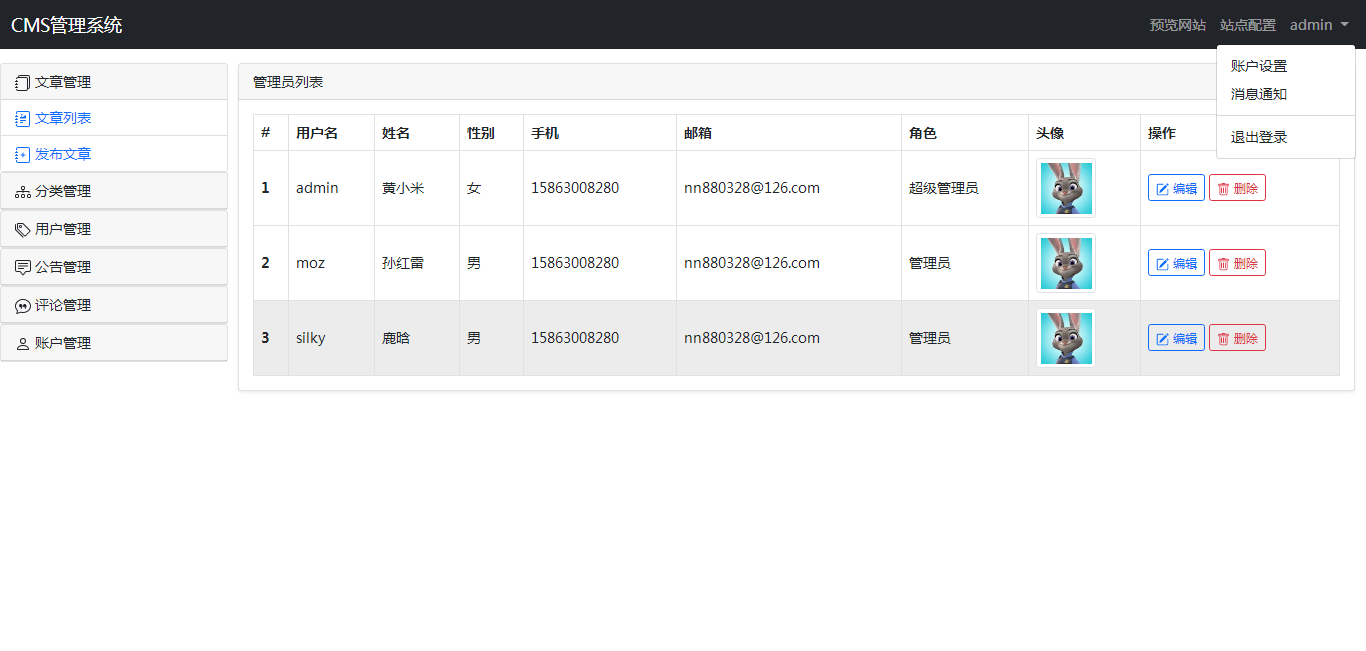 CMS管理系统
预览网站 站点配置 admin
账户设置
消息通知
退出登录
文章管理
文章列表
发布文章
分类管理
用户管理
公告管理
评论管理
账户管理
管理员列表
# 用户名 姓名 性别 手机 邮箱 角色 头像 操作
1 admin 黄小米 女 15863008280 nn880328@126.com 超级管理员 编辑 删除
2 moz 孙红雷 男 15863008280 nn880328@126.com 管理员 编辑 删除
3 silky 鹿晗 男 15863008280 nn880328@126.com 管理员 编辑 删除